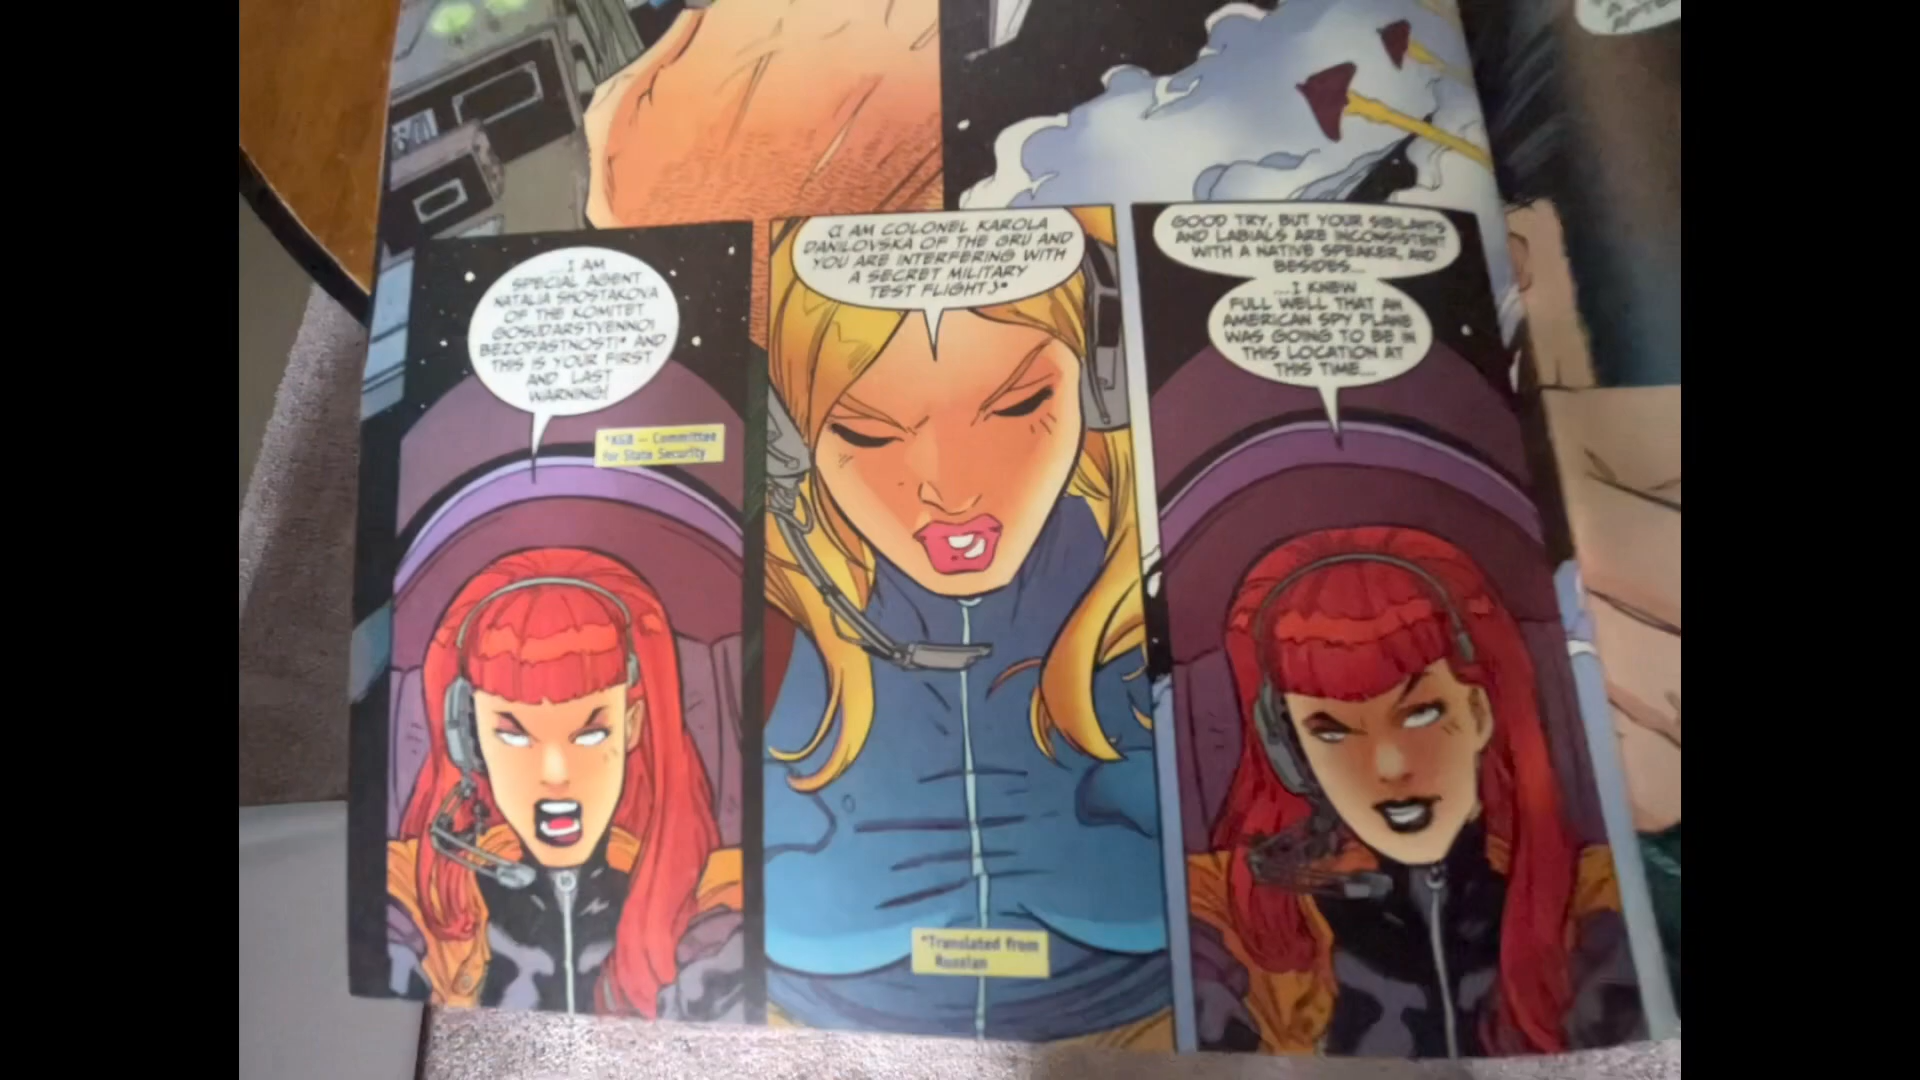 ...I AM
SPECIAL AGENT
NATALIA SHOSTAKOVA
OF THE KOMITET
GOSUDARSTVENNOI
BEZOPASTNOSTI* AND
THIS IS YOUR FIRST
AND LAST
WARNING!
*KGB — Committee
for State Security
<I AM COLONEL KAROLA
DANILOVSKA OF THE GRU AND
YOU ARE INTERFERING WITH
A SECRET MILITARY
TEST FLIGHT.>*
*Translated from
Russian
GOOD TRY, BUT YOUR SIBILANTS
AND LABIALS ARE INCONSISTENT
WITH A NATIVE SPEAKER, AND
BESIDES...
...I KNEW
FULL WELL THAT AN
AMERICAN SPY PLANE
WAS GOING TO BE IN
THIS LOCATION AT
THIS TIME...